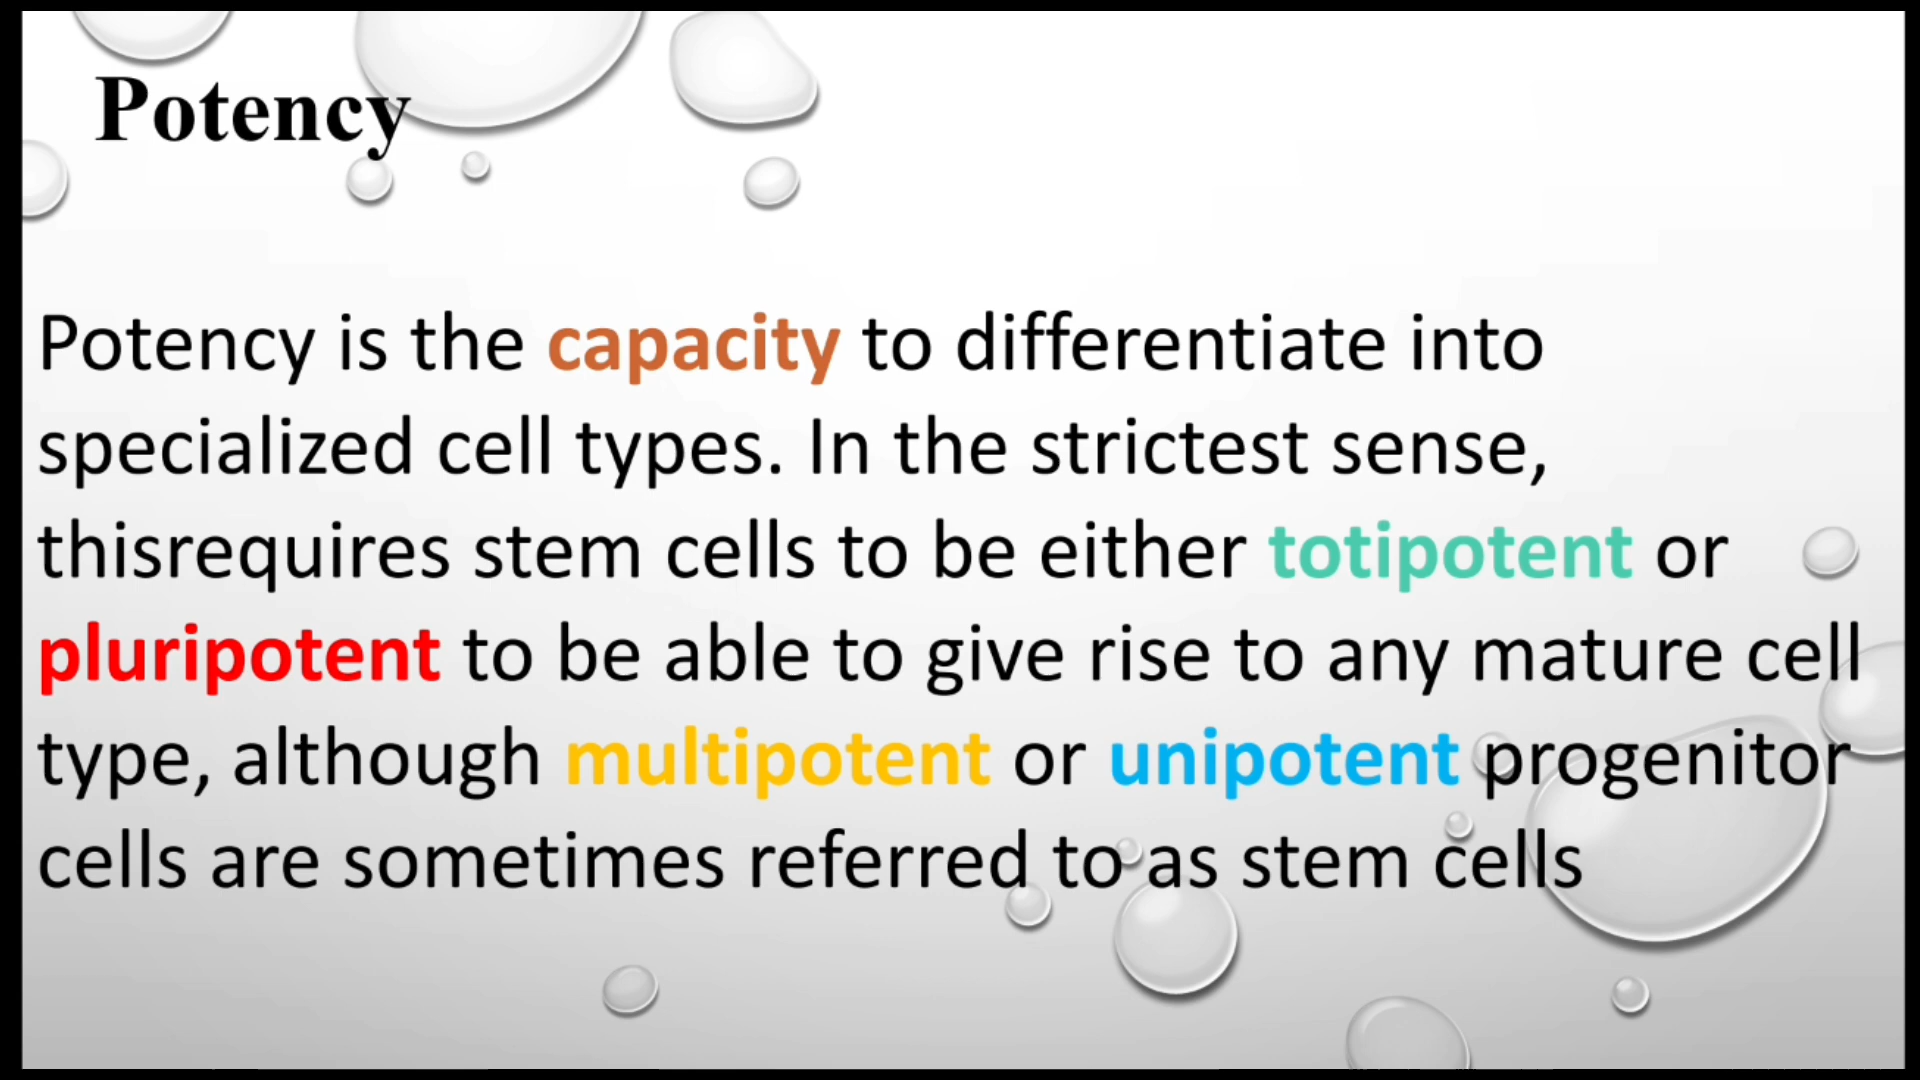 Potency
Potency is the capacity to differentiate into
specialized cell types. In the strictest sense,
thisrequires stem cells to be either totipotent or
pluripotent to be able to give rise to any mature cell
type, although multipotent or unipotent progenitor
cells are sometimes referred to as stem cells